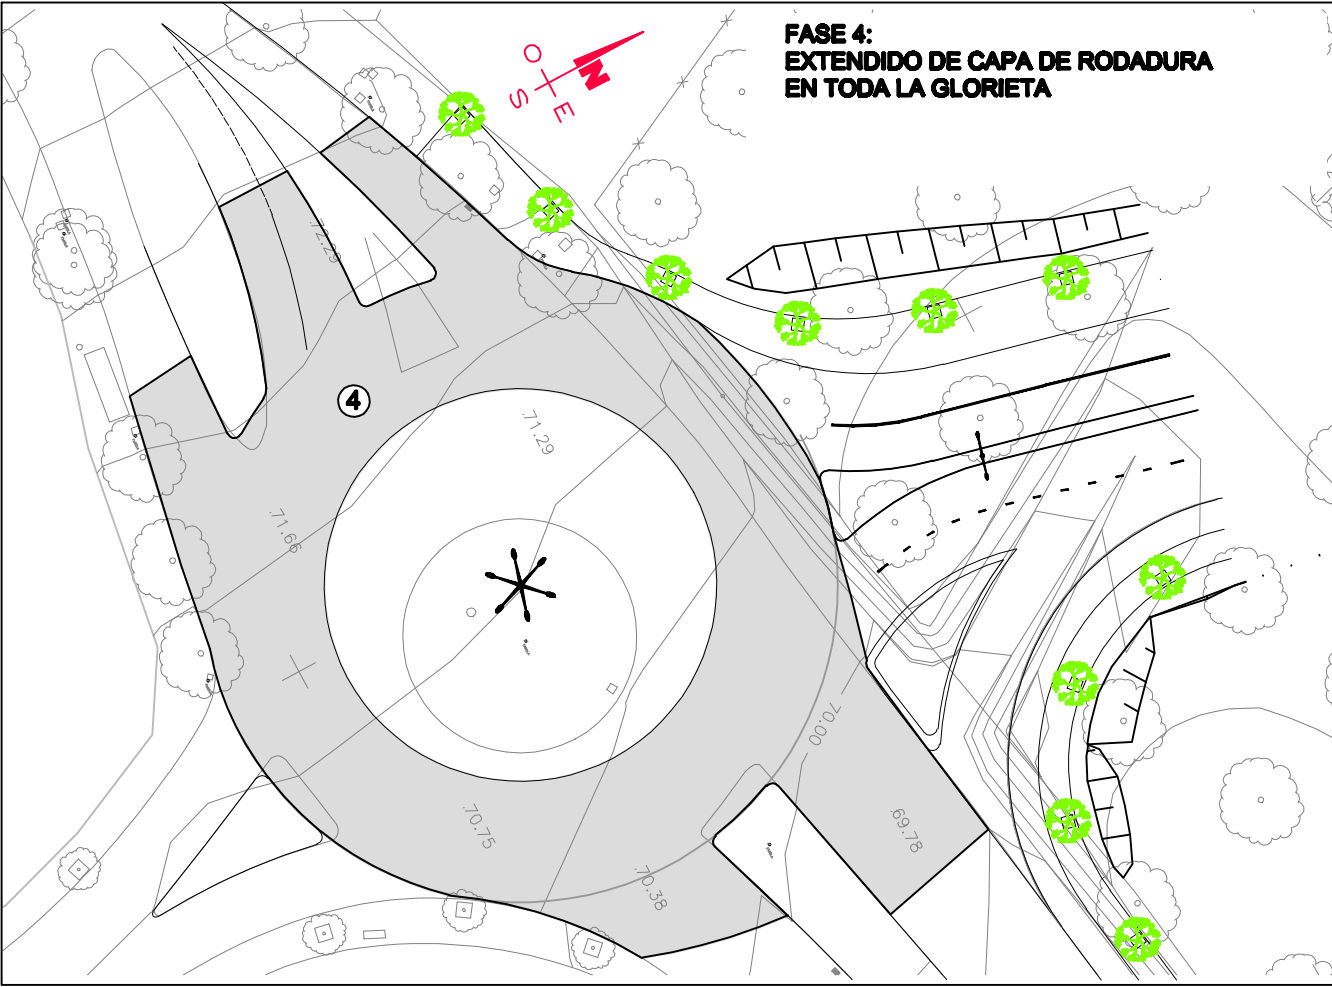 FASE 4:
EXTENDIDO DE CAPA DE RODADURA
EN TODA LA GLORIETA
N
O
E
S
72.29
4
.71.29
.71.66
70.00
.70.75
.69.78
.70.38